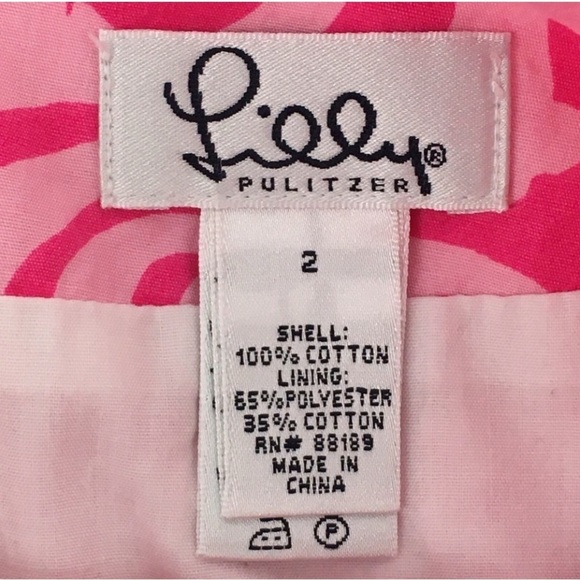 Lilly®
PULITZER
2
SHELL:
100% COTTON
LINING:
65%POLYESTER
35% COTTON
RN# 88189
MADE IN
CHINA
P